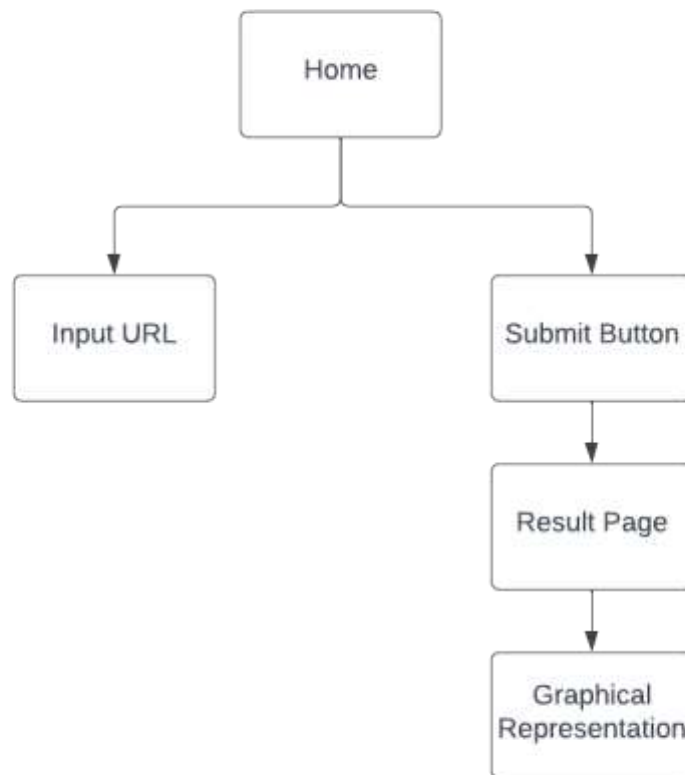 Home
Input URL
Submit Button
Result Page
Graphical
Representation